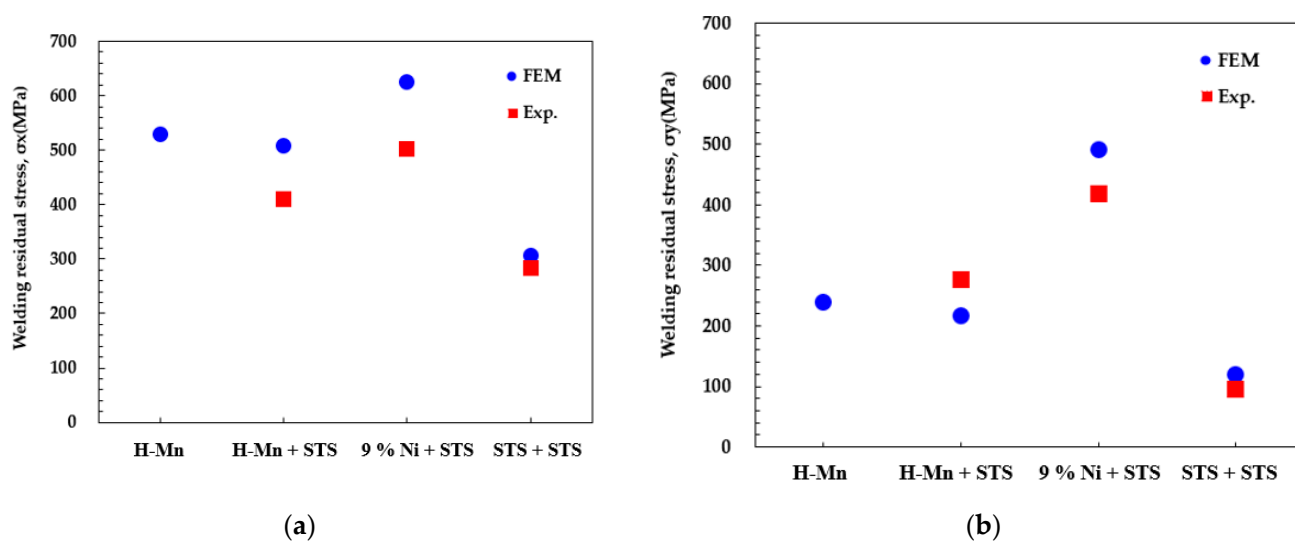 Welding residual stress, σx(MPa)
700
600
500
400
300
200
100
0
FEM
Exp.
H-Mn
H-Mn + STS
9 % Ni + STS
STS + STS
(a)
Welding residual stress, σy(MPa)
700
600
500
400
300
200
100
0
FEM
Exp.
H-Mn
H-Mn + STS
9 % Ni + STS
STS + STS
(b)